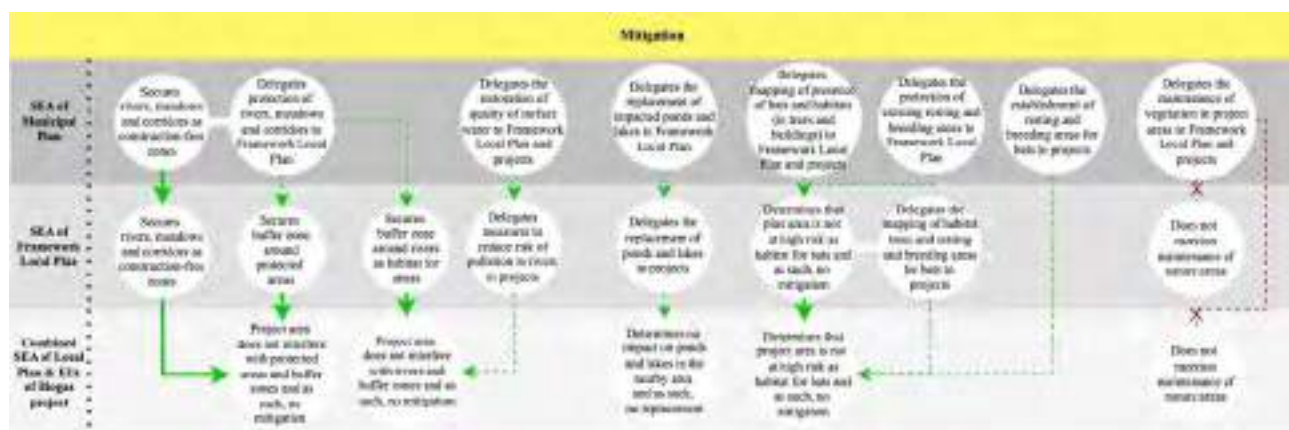 Mitigation
SEA of
Municipal
Plan
Secures
rivers, meadows
and corridors as
construction-free
zones
Delegates
protection of
rivers, meadows
and corridors to
Framework Local
Plan
Delegates the
restoration of
quality of surface
water to Framework
Local Plan and
projects
Delegates the
replacement of
impacted ponds and
lakes to Framework
Local Plan
Delegates
mapping of presence
of bats and habitats
(in trees and
buildings) to
Framework Local
Plan and projects
Delegates the
protection of
existing resting and
breeding areas to
Framework Local
Plan
Delegates the
establishment of
resting and
breeding areas for
bats to projects
Delegates the
maintenance of
vegetation in project
areas to Framework
Local Plan and
projects
SEA of
Framework
Local Plan
Secures
rivers, meadows
and corridors as
construction-free
zones
Secures
buffer zone
around
protected
areas
Secures
buffer zone
around rivers
as habitat for
Delegates
measures to
reduce risk of
pollution to rivers
to projects
Delegates the
replacement of
ponds and lakes
to projects
Determines that
plan area is not
at high risk as
habitat for bats and
as such, no
mitigation
Delegates the
mapping of habitat
trees and resting
and breeding areas
for bats to
projects
Does not
mention
maintenance of
nature areas
Combined
SEA of Local
Plan & EIA
of Biogas
project
Project area
does not interfere
with protected
areas and buffer
zones and as
such, no
mitigation
Project area
does not interfere
with rivers and
buffer zones and as
such, no mitigation
Determines no
impact on ponds
and lakes in the
nearby area
and as such,
no replacement
Determines that
project area is not
at high risk as
habitat for bats and
as such, no
mitigation
Does not
mention
maintenance of
nature areas